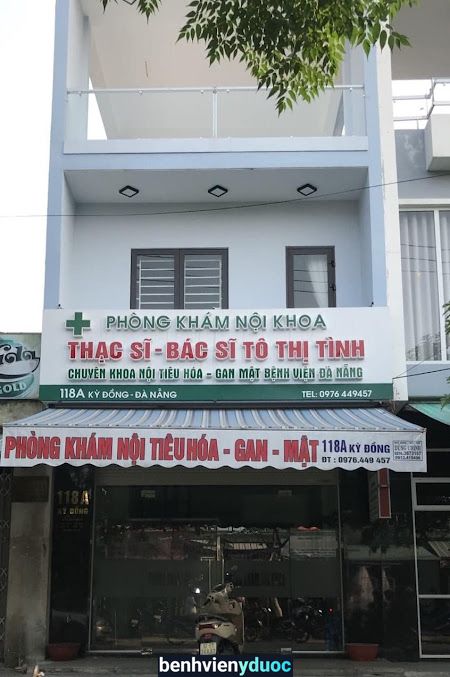 PHÒNG KHÁM NỘI KHOA
THẠC SĨ - BÁC SĨ TÔ THỊ TÌNH
CHUYÊN KHOA NỘI TIÊU HÓA - GAN MẬT BỆNH VIỆN ĐÀ NẴNG
118A KỲ ĐỒNG - ĐÀ NẴNG TEL: 0976 449457
GOLD
PHÒNG KHÁM NỘI TIÊU HÓA - GAN - MẬT 118A KỲ ĐỒNG
ĐT : 0976.449 457
118A
KỲ ĐỒNG
benhvienyduoc